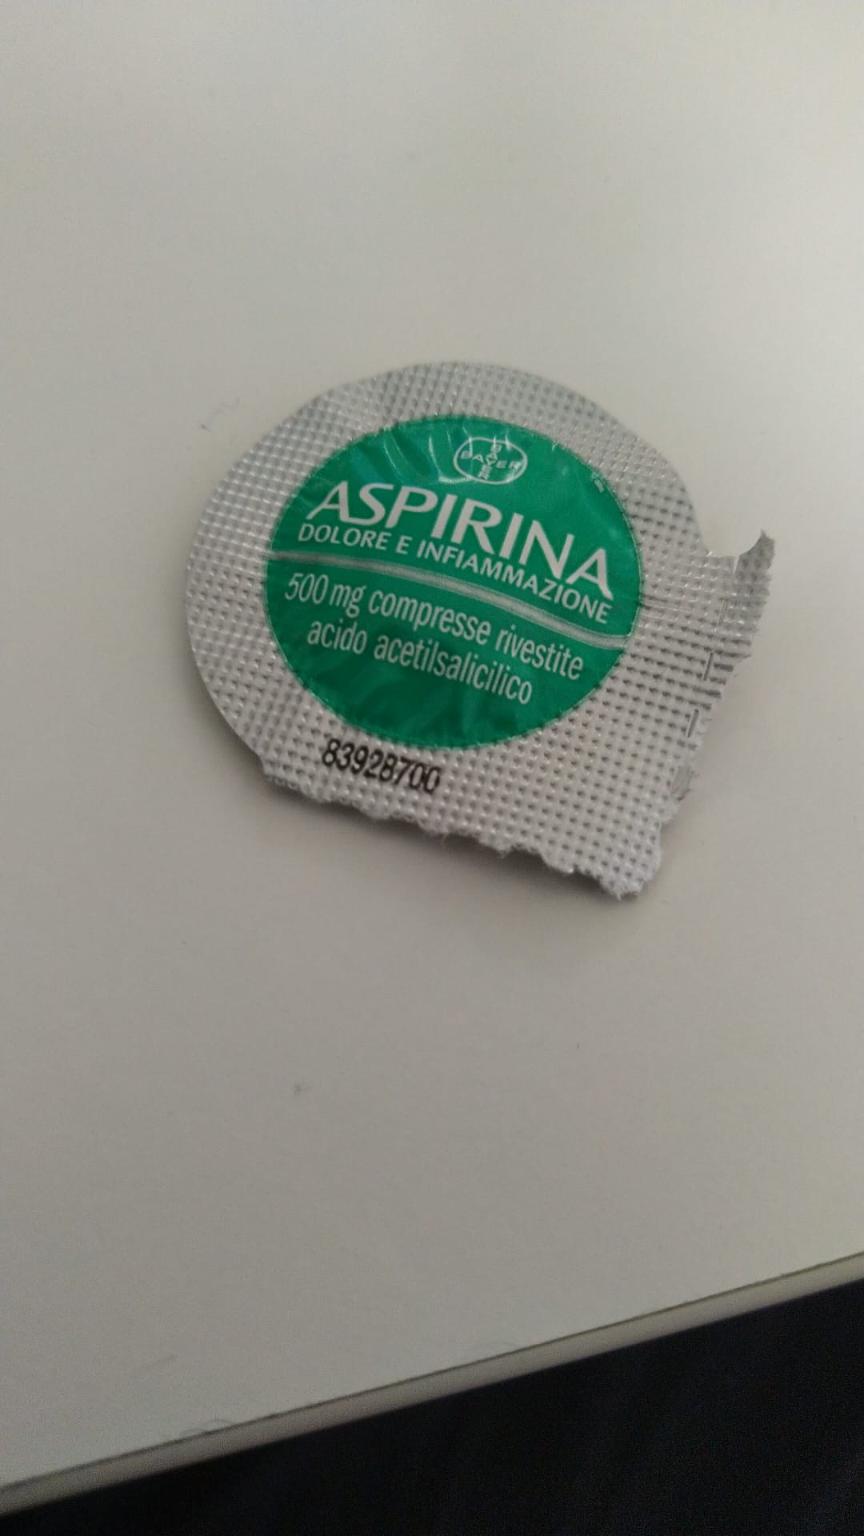 BAYER
ASPIRINA
DOLORE E INFIAMMAZIONE
500 mg compresse rivestite
acido acetilsalicilico
83928700